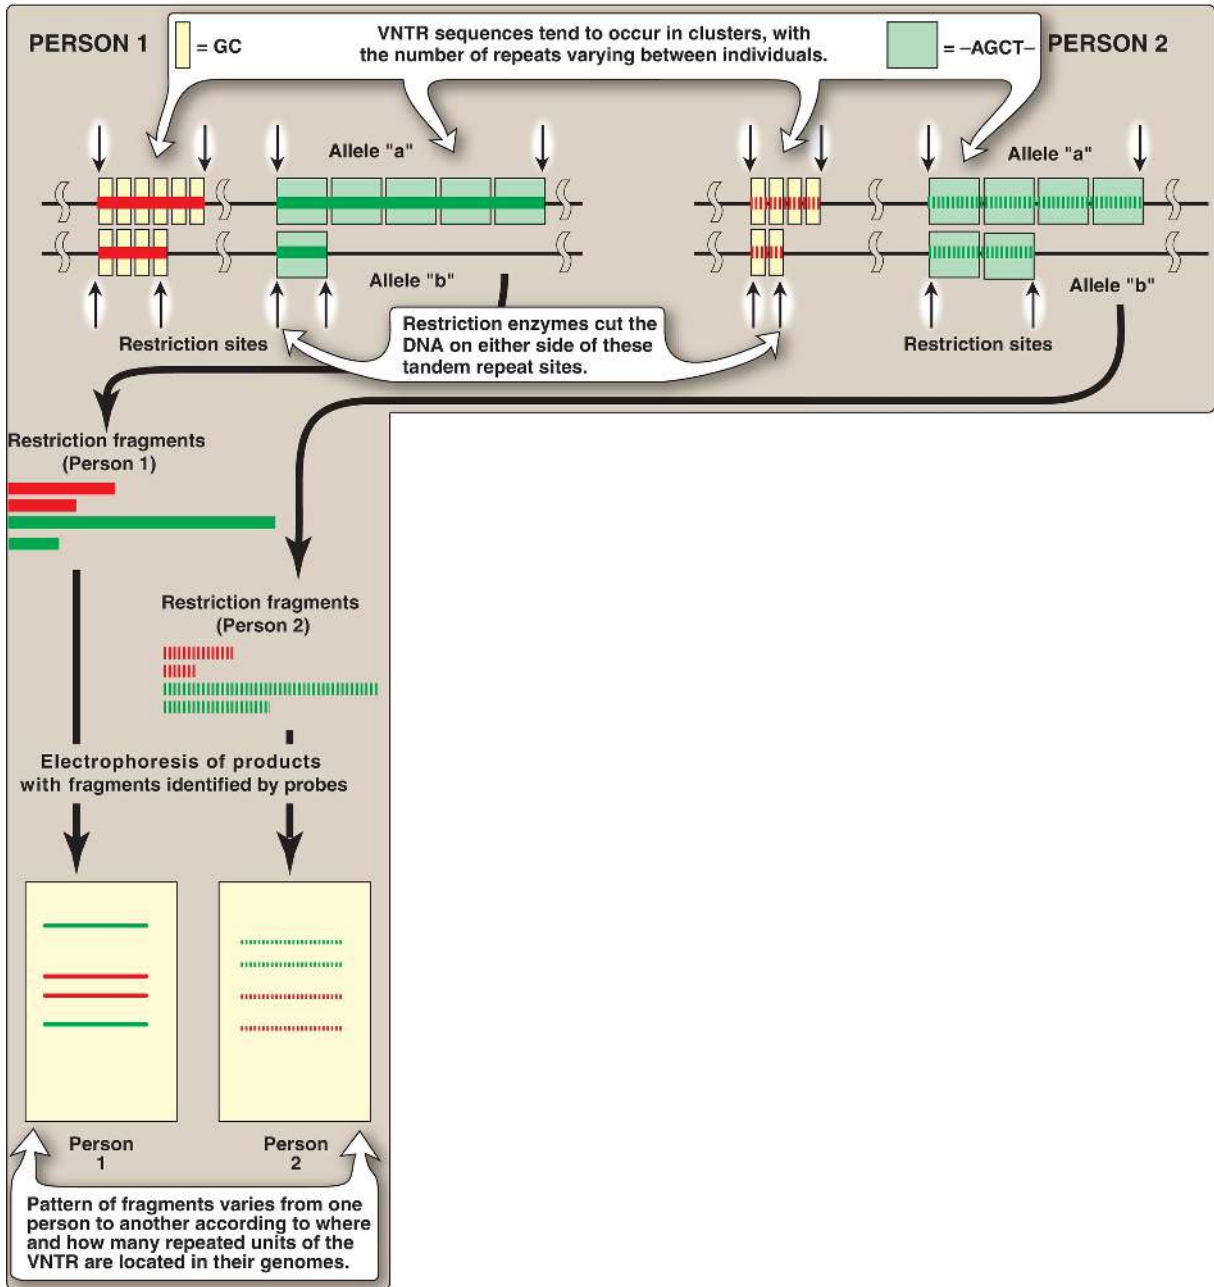 PERSON 1
= GC
VNTR sequences tend to occur in clusters, with
the number of repeats varying between individuals.
= –AGCT–
PERSON 2
Allele "a"
Allele "a"
Allele "b"
Allele "b"
Restriction sites
Restriction enzymes cut the
DNA on either side of these
tandem repeat sites.
Restriction sites
Restriction fragments
(Person 1)
Restriction fragments
(Person 2)
Electrophoresis of products
with fragments identified by probes
Person
1
Person
2
Pattern of fragments varies from one
person to another according to where
and how many repeated units of the
VNTR are located in their genomes.